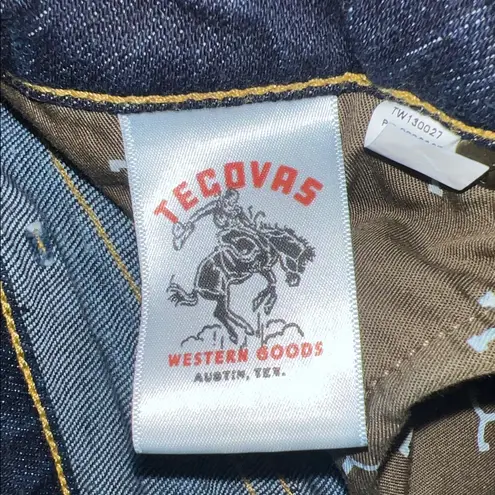 TECOVAS
WESTERN GOODS
AUSTIN, TEX.
TW130027